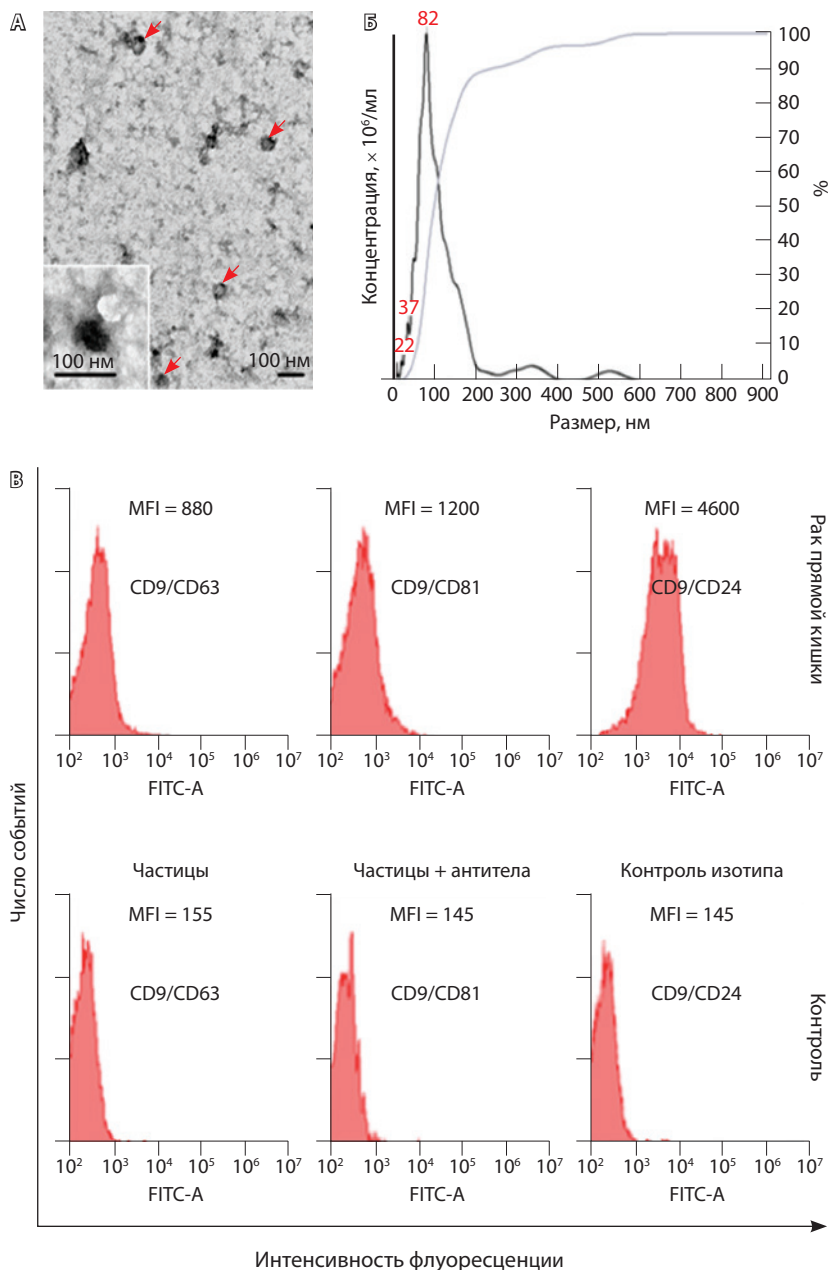 А
100 нм
100 нм
Б
82
37
22
Концентрация, × 10⁶/мл
100
90
80
70
60
50
40
30
20
10
0
%
0 100 200 300 400 500 600 700 800 900
Размер, нм
В
Число событий
MFI = 880
CD9/CD63
10² 10³ 10⁴ 10⁵ 10⁶ 10⁷
FITC-A
MFI = 1200
CD9/CD81
10² 10³ 10⁴ 10⁵ 10⁶ 10⁷
FITC-A
MFI = 4600
CD9/CD24
10² 10³ 10⁴ 10⁵ 10⁶ 10⁷
FITC-A
Рак прямой кишки
Частицы
MFI = 155
CD9/CD63
10² 10³ 10⁴ 10⁵ 10⁶ 10⁷
FITC-A
Частицы + антитела
MFI = 145
CD9/CD81
10² 10³ 10⁴ 10⁵ 10⁶ 10⁷
FITC-A
Контроль изотипа
MFI = 145
CD9/CD24
10² 10³ 10⁴ 10⁵ 10⁶ 10⁷
FITC-A
Контроль
Интенсивность флуоресценции